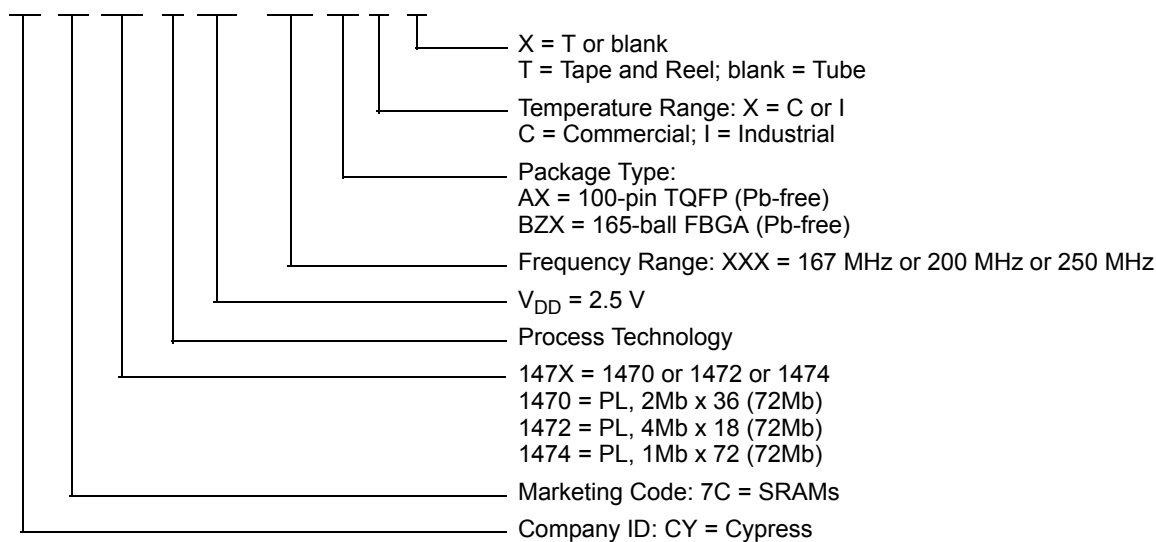 X = T or blank
T = Tape and Reel; blank = Tube
Temperature Range: X = C or I
C = Commercial; I = Industrial
Package Type:
AX = 100-pin TQFP (Pb-free)
BZX = 165-ball FBGA (Pb-free)
Frequency Range: XXX = 167 MHz or 200 MHz or 250 MHz
VDD = 2.5 V
Process Technology
147X = 1470 or 1472 or 1474
1470 = PL, 2Mb x 36 (72Mb)
1472 = PL, 4Mb x 18 (72Mb)
1474 = PL, 1Mb x 72 (72Mb)
Marketing Code: 7C = SRAMs
Company ID: CY = Cypress